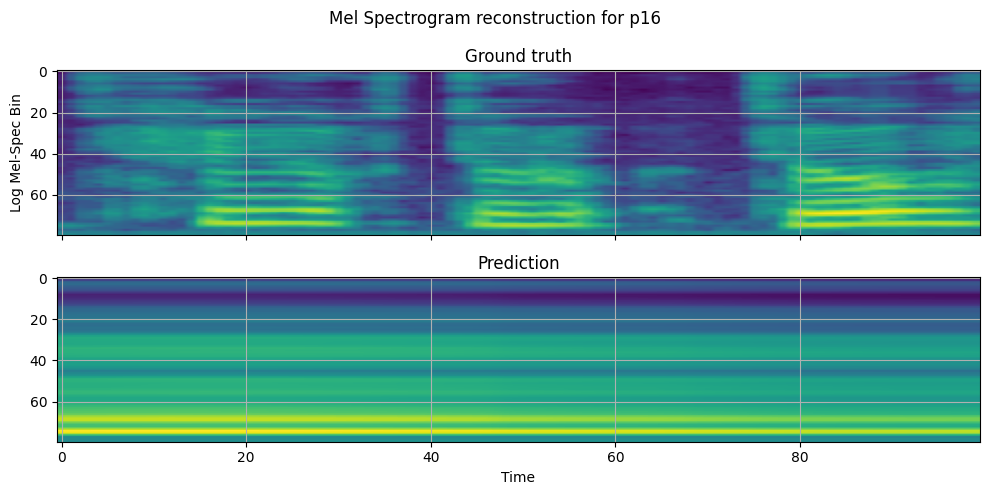 Mel Spectrogram reconstruction for p16
Ground truth
0
20
40
60
Log Mel-Spec Bin
Prediction
0
20
40
60
0 20 40 60 80
Time